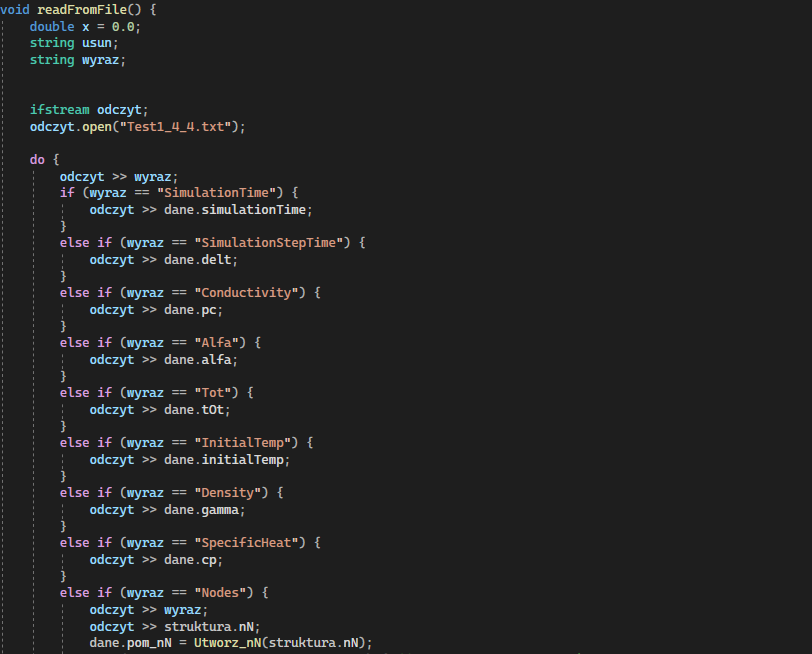 void readFromFile() {
double x = 0.0;
string usun;
string wyraz;
ifstream odczyt;
odczyt.open("Test1_4_4.txt");
do {
odczyt >> wyraz;
if (wyraz == "SimulationTime") {
odczyt >> dane.simulationTime;
}
else if (wyraz == "SimulationStepTime") {
odczyt >> dane.delt;
}
else if (wyraz == "Conductivity") {
odczyt >> dane.pc;
}
else if (wyraz == "Alfa") {
odczyt >> dane.alfa;
}
else if (wyraz == "Tot") {
odczyt >> dane.tOt;
}
else if (wyraz == "InitialTemp") {
odczyt >> dane.initialTemp;
}
else if (wyraz == "Density") {
odczyt >> dane.gamma;
}
else if (wyraz == "SpecificHeat") {
odczyt >> dane.cp;
}
else if (wyraz == "Nodes") {
odczyt >> wyraz;
odczyt >> struktura.nN;
dane.pom_nN = Utworz_nN(struktura.nN);